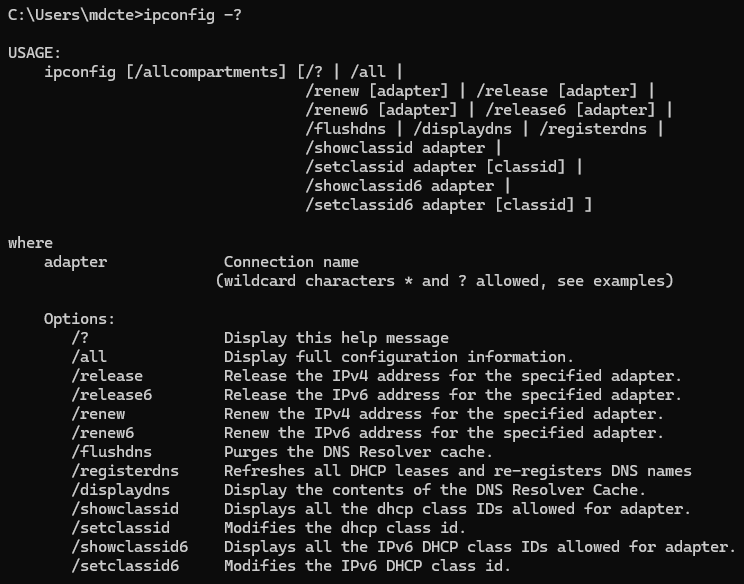 C:\Users\mdcte>ipconfig -?

USAGE:
    ipconfig [/allcompartments] [/? | /all |
                                 /renew [adapter] | /release [adapter] |
                                 /renew6 [adapter] | /release6 [adapter] |
                                 /flushdns | /displaydns | /registerdns |
                                 /showclassid adapter |
                                 /setclassid adapter [classid] |
                                 /showclassid6 adapter |
                                 /setclassid6 adapter [classid] ]

where
    adapter             Connection name
                       (wildcard characters * and ? allowed, see examples)

    Options:
       /?               Display this help message
       /all             Display full configuration information.
       /release         Release the IPv4 address for the specified adapter.
       /release6        Release the IPv6 address for the specified adapter.
       /renew           Renew the IPv4 address for the specified adapter.
       /renew6          Renew the IPv6 address for the specified adapter.
       /flushdns        Purges the DNS Resolver cache.
       /registerdns     Refreshes all DHCP leases and re-registers DNS names
       /displaydns      Display the contents of the DNS Resolver Cache.
       /showclassid     Displays all the dhcp class IDs allowed for adapter.
       /setclassid      Modifies the dhcp class id.
       /showclassid6    Displays all the IPv6 DHCP class IDs allowed for adapter.
       /setclassid6     Modifies the IPv6 DHCP class id.